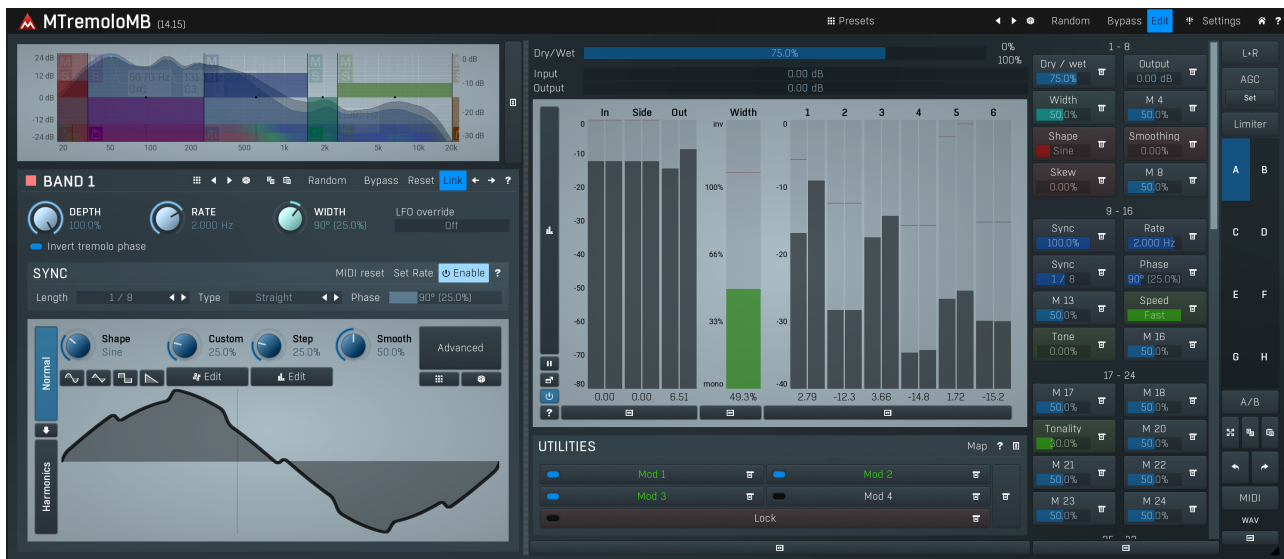 MTremoloMB (14.15)
Presets
Random
Bypass
Edit
Settings
?
24 dB
12 dB
0 dB
-12 dB
-24 dB
0 dB
-10 dB
-20 dB
-30 dB
20 50 100 200 500 1k 2k 5k 10k 20k
BAND 1
Random Bypass Reset Link ?
DEPTH
100.0%
RATE
2.000 Hz
WIDTH
90° (25.0%)
LFO override
Off
Invert tremolo phase
SYNC
MIDI reset Set Rate Enable ?
Length 1 / 8 Type Straight Phase 90° (25.0%)
Normal
Harmonics
Shape
Sine
Custom
25.0%
Step
25.0%
Smooth
50.0%
Advanced
Edit
Edit
Dry/Wet 75.0% 0%
100%
Input 0.00 dB
Output 0.00 dB
In Side Out Width 1 2 3 4 5 6
0
-10
-20
-30
-40
-50
-60
-70
-80
inv
100%
66%
33%
mono
0
-10
-20
-30
-40
0.00 0.00 6.51 49.3% 2.79 -12.3 3.66 -14.8 1.72 -15.2
?
UTILITIES
Map ?
Mod 1
Mod 2
Mod 3
Mod 4
Lock
1 - 8
Dry / wet
75.0%
Output
0.00 dB
Width
50.0%
M 4
50.0%
Shape
Sine
Smoothing
0.00%
Skew
0.00%
M 8
50.0%
9 - 16
Sync
100.0%
Rate
2.000 Hz
Sync
1 / 8
Phase
90° (25.0%)
M 13
50.0%
Speed
Fast
Tone
0.00%
M 16
50.0%
17 - 24
M 17
50.0%
M 18
50.0%
Tonality
30.0%
M 20
50.0%
M 21
50.0%
M 22
50.0%
M 23
50.0%
M 24
50.0%
L+R
AGC
Set
Limiter
A B
C D
E F
G H
A/B
MIDI
WAV